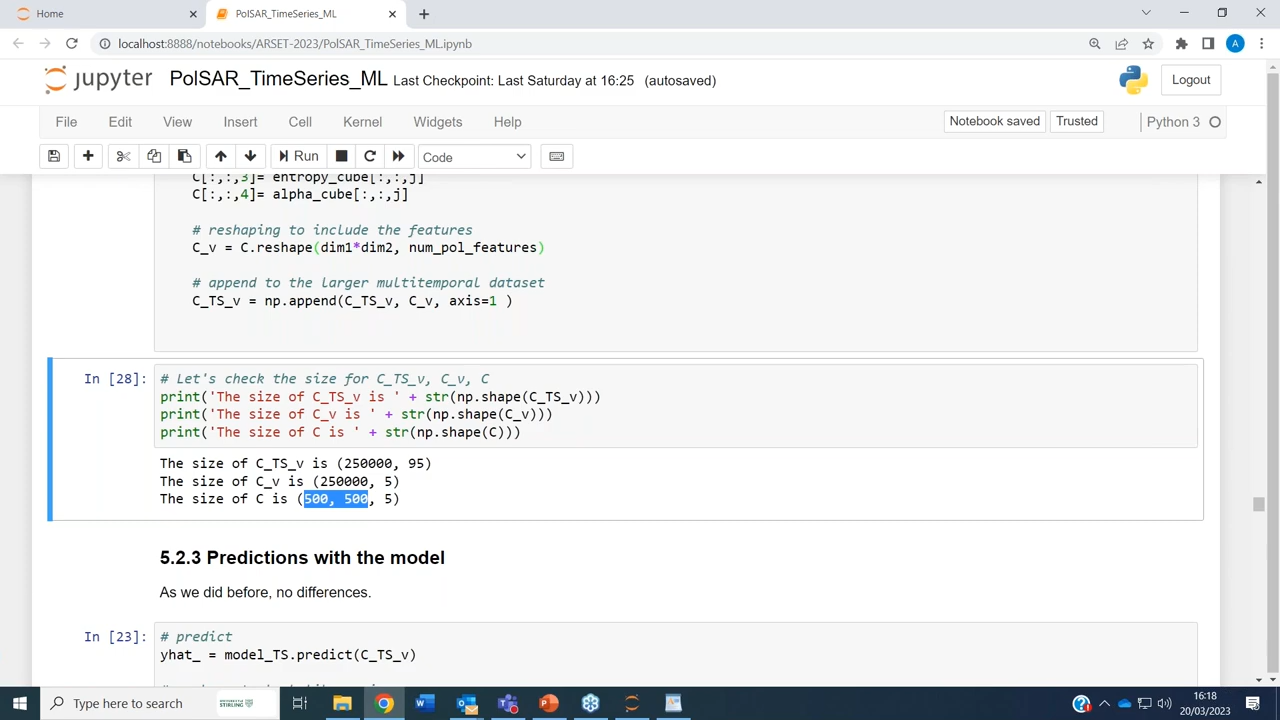 Home
PolSAR_TimeSeries_ML
localhost:8888/notebooks/ARSET-2023/PolSAR_TimeSeries_ML.ipynb
A
jupyter PolSAR_TimeSeries_ML Last Checkpoint: Last Saturday at 16:25 (autosaved)
Logout
File Edit View Insert Cell Kernel Widgets Help
Notebook saved Trusted Python 3
Run Code
C[:,:,3]= entropy_cube[:,:,j]
C[:,:,4]= alpha_cube[:,:,j]
# reshaping to include the features
C_v = C.reshape(dim1*dim2, num_pol_features)
# append to the larger multitemporal dataset
C_TS_v = np.append(C_TS_v, C_v, axis=1 )
In [28]: # Let's check the size for C_TS_v, C_v, C
print('The size of C_TS_v is ' + str(np.shape(C_TS_v)))
print('The size of C_v is ' + str(np.shape(C_v)))
print('The size of C is ' + str(np.shape(C)))
The size of C_TS_v is (250000, 95)
The size of C_v is (250000, 5)
The size of C is (500, 500, 5)
5.2.3 Predictions with the model
As we did before, no differences.
In [23]: # predict
yhat_ = model_TS.predict(C_TS_v)
Type here to search
STIRLING
16:18
20/03/2023